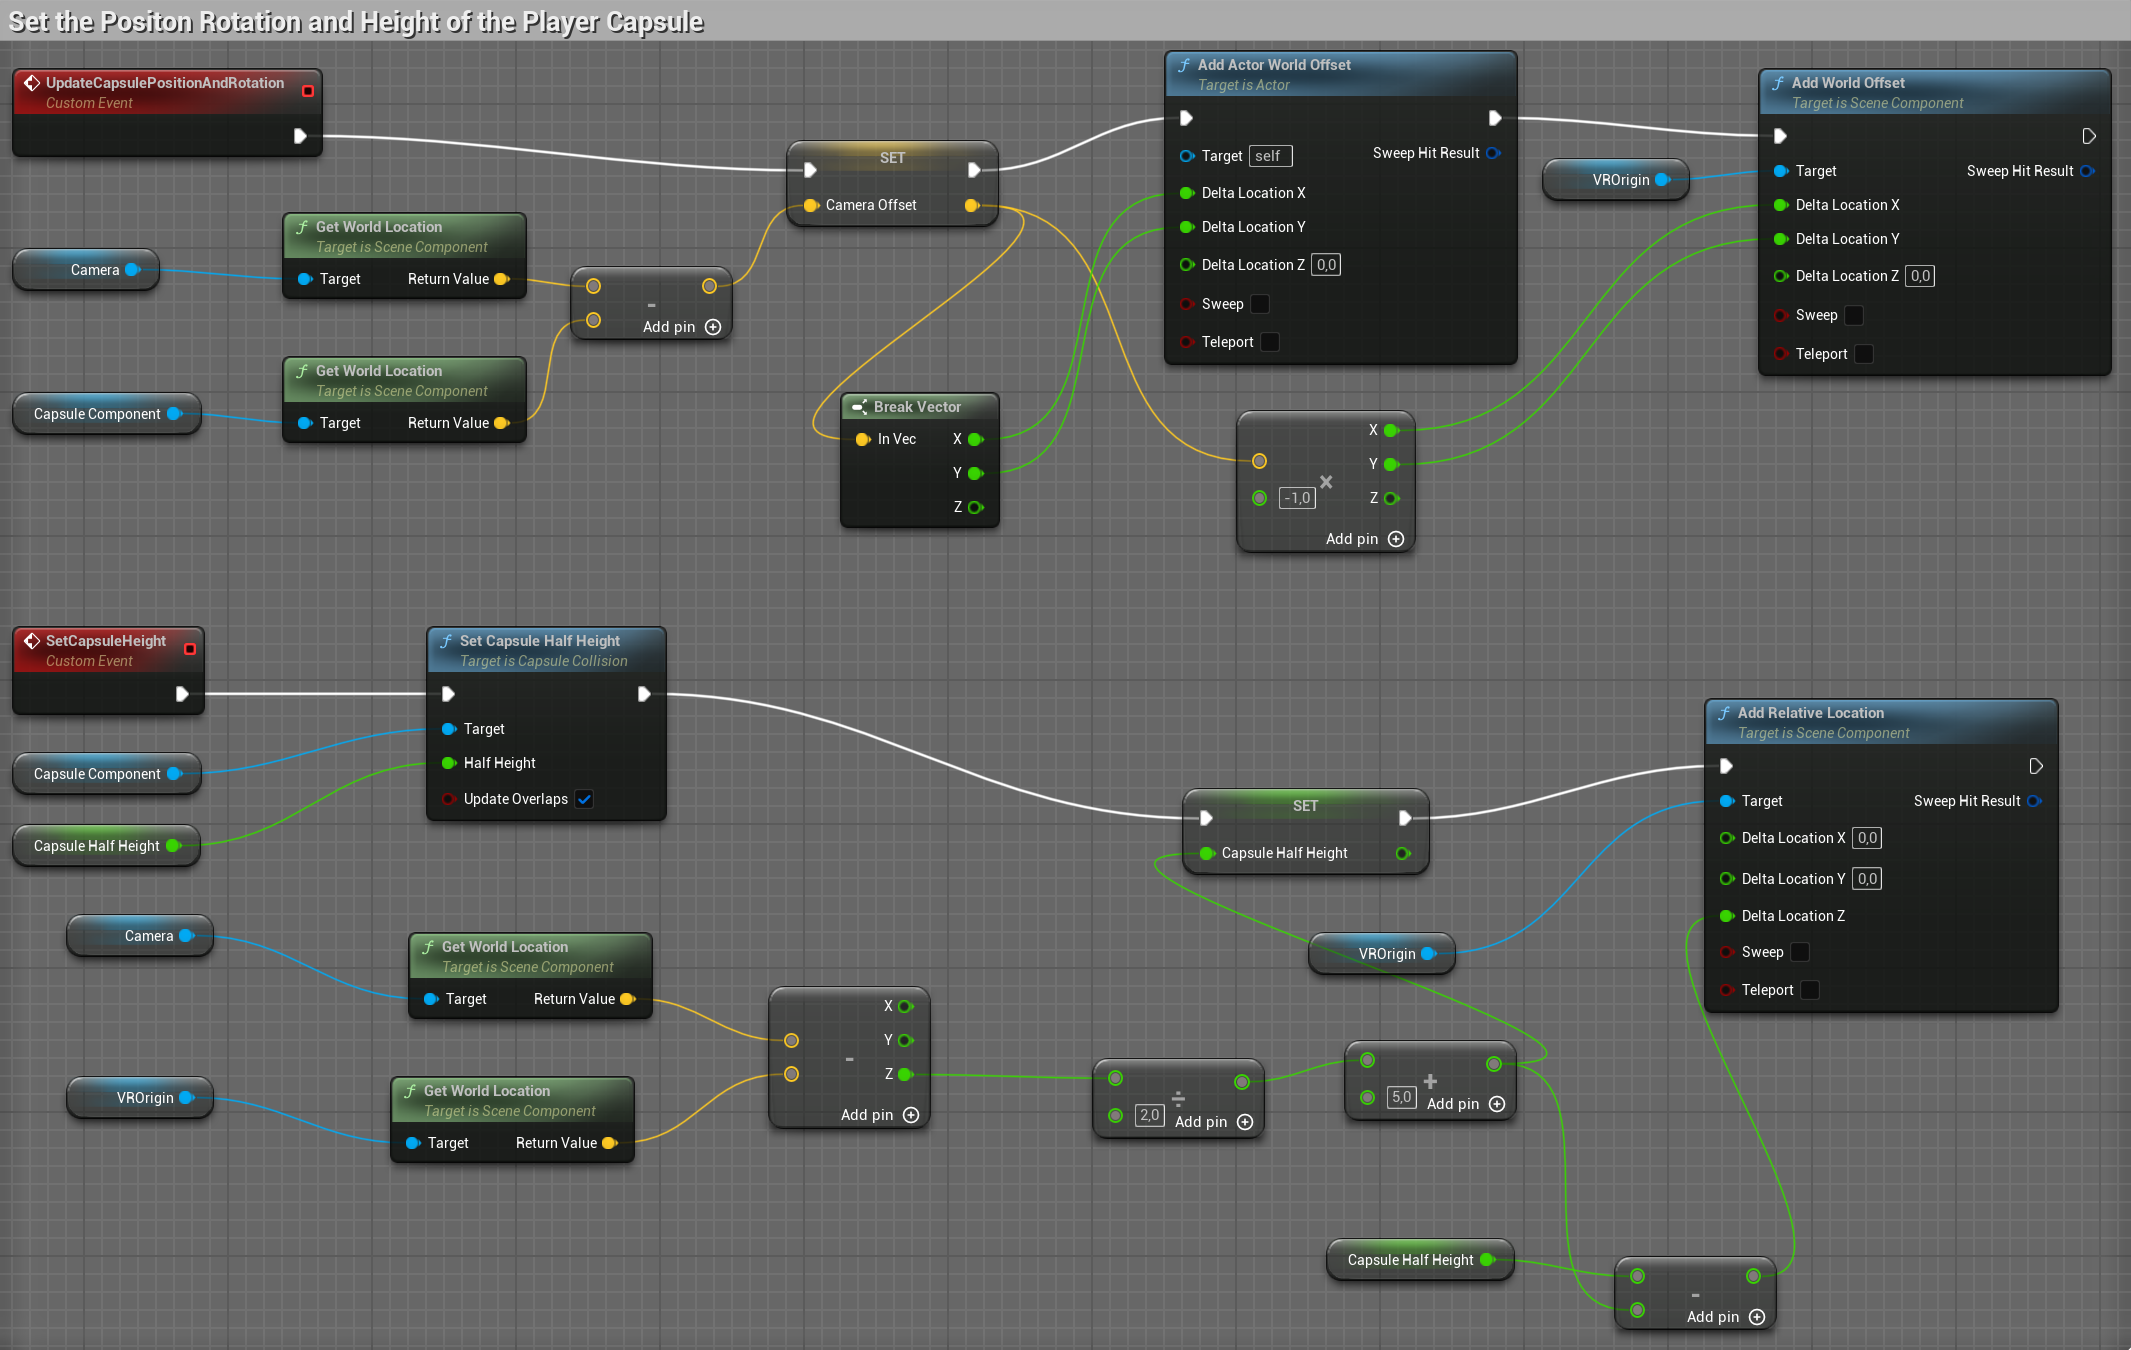 Set the Positon Rotation and Height of the Player Capsule
UpdateCapsulePositionAndRotation
Custom Event
Camera
Get World Location
Target is Scene Component
Target
Return Value
Capsule Component
Get World Location
Target is Scene Component
Target
Return Value
-
Add pin
SET
Camera Offset
Break Vector
In Vec
X
Y
Z
Add Actor World Offset
Target is Actor
Target self
Sweep Hit Result
Delta Location X
Delta Location Y
Delta Location Z 0,0
Sweep
Teleport
X
Y
-1,0
×
Z
Add pin
VROrigin
Add World Offset
Target is Scene Component
Target
Sweep Hit Result
Delta Location X
Delta Location Y
Delta Location Z 0,0
Sweep
Teleport
SetCapsuleHeight
Custom Event
Capsule Component
Capsule Half Height
Set Capsule Half Height
Target is Capsule Collision
Target
Half Height
Update Overlaps
Camera
Get World Location
Target is Scene Component
Target
Return Value
VROrigin
Get World Location
Target is Scene Component
Target
Return Value
X
Y
-
Z
Add pin
÷
2,0
Add pin
+
5,0
Add pin
SET
Capsule Half Height
VROrigin
Capsule Half Height
-
Add pin
Add Relative Location
Target is Scene Component
Target
Sweep Hit Result
Delta Location X 0,0
Delta Location Y 0,0
Delta Location Z
Sweep
Teleport